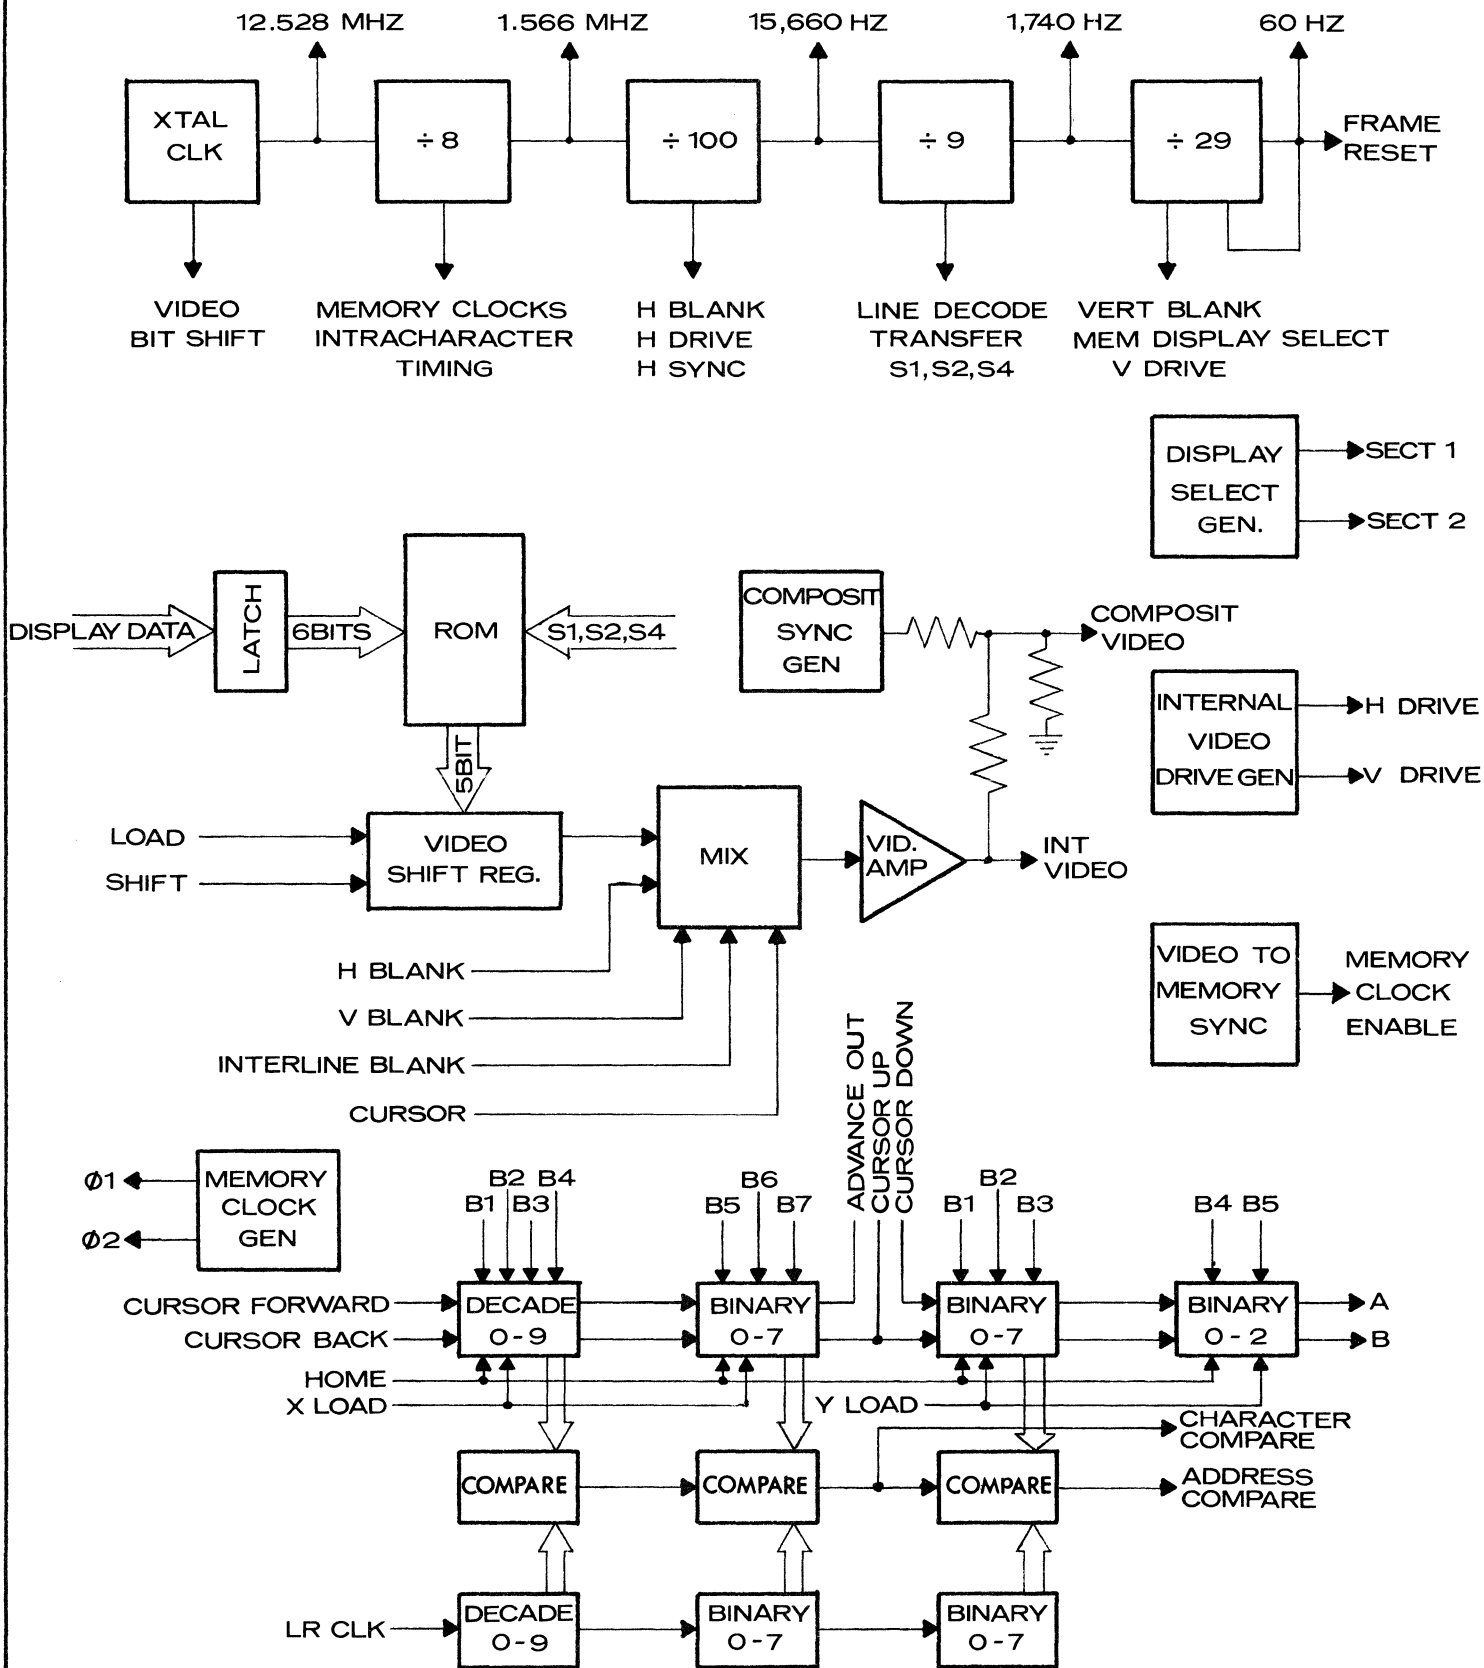 12.528 MHZ
1.566 MHZ
15,660 HZ
1,740 HZ
60 HZ
XTAL
CLK
÷8
÷100
÷9
÷29
FRAME
RESET
VIDEO
BIT SHIFT
MEMORY CLOCKS
INTRACHARACTER
TIMING
H BLANK
H DRIVE
H SYNC
LINE DECODE
TRANSFER
S1,S2,S4
VERT BLANK
MEM DISPLAY SELECT
V DRIVE
DISPLAY
SELECT
GEN.
SECT 1
SECT 2
DISPLAY DATA
LATCH
6BITS
ROM
S1,S2,S4
COMPOSIT
SYNC
GEN
COMPOSIT
VIDEO
INTERNAL
VIDEO
DRIVE GEN
H DRIVE
V DRIVE
5BIT
LOAD
SHIFT
VIDEO
SHIFT REG.
MIX
VID.
AMP
INT
VIDEO
H BLANK
V BLANK
INTERLINE BLANK
CURSOR
VIDEO TO
MEMORY
SYNC
MEMORY
CLOCK
ENABLE
ADVANCE OUT
CURSOR UP
CURSOR DOWN
Ø1
Ø2
MEMORY
CLOCK
GEN
B1
B2
B3
B4
B5
B6
B7
B1
B2
B3
B4
B5
CURSOR FORWARD
CURSOR BACK
DECADE
0-9
BINARY
0-7
BINARY
0-7
BINARY
0-2
A
B
HOME
X LOAD
Y LOAD
CHARACTER
COMPARE
COMPARE
COMPARE
COMPARE
ADDRESS
COMPARE
LR CLK
DECADE
0-9
BINARY
0-7
BINARY
0-7